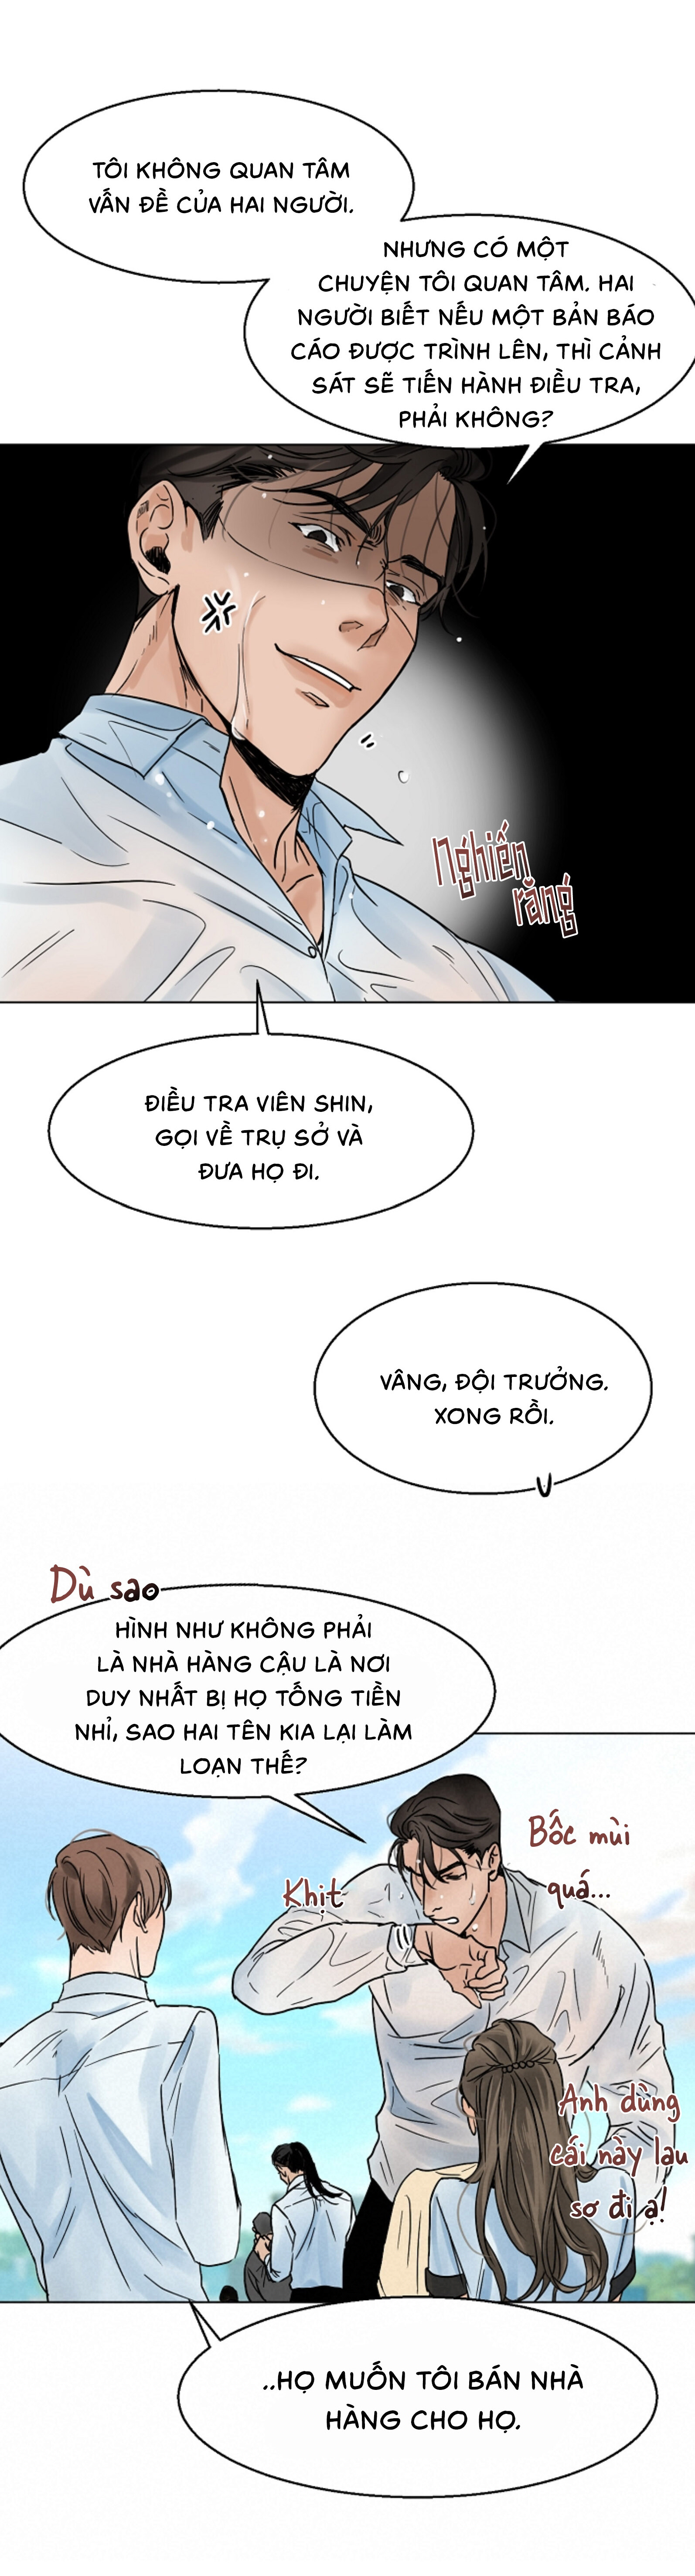 TÔI KHÔNG QUAN TÂM
VẤN ĐỀ CỦA HAI NGƯỜI.
NHƯNG CÓ MỘT
CHUYỆN TÔI QUAN TÂM. HAI
NGƯỜI BIẾT NẾU MỘT BẢN BÁO
CÁO ĐƯỢC TRÌNH LÊN, THÌ CẢNH
SÁT SẼ TIẾN HÀNH ĐIỀU TRA,
PHẢI KHÔNG?
Nghiến
răng
ĐIỀU TRA VIÊN SHIN,
GỌI VỀ TRỤ SỞ VÀ
ĐƯA HỌ ĐI.
VÂNG, ĐỘI TRƯỞNG.
XONG RỒI.
Dù sao
HÌNH NHƯ KHÔNG PHẢI
LÀ NHÀ HÀNG CẬU LÀ NƠI
DUY NHẤT BỊ HỌ TỐNG TIỀN
NHỈ, SAO HAI TÊN KIA LẠI LÀM
LOẠN THẾ?
Bốc mùi
quá...
Khịt
Anh dùng
cái này lau
sơ đi ạ!
..HỌ MUỐN TÔI BÁN NHÀ
HÀNG CHO HỌ.